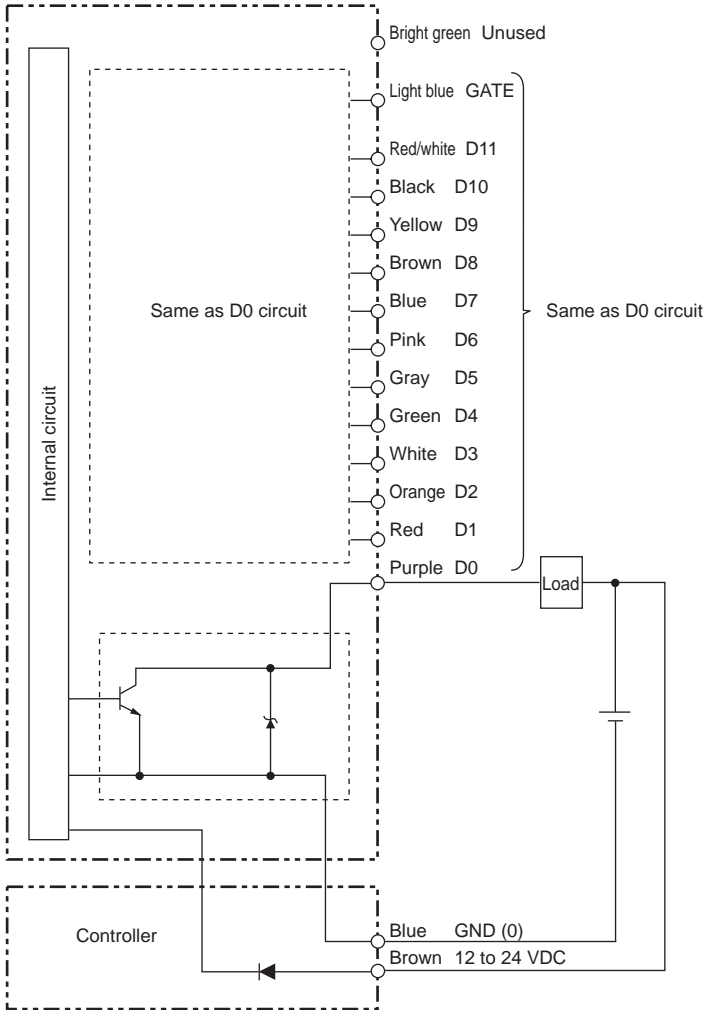 Bright green Unused
Light blue GATE
Red/white D11
Black D10
Yellow D9
Brown D8
Blue D7
Pink D6
Gray D5
Green D4
White D3
Orange D2
Red D1
Purple D0
Same as D0 circuit
Same as D0 circuit
Internal circuit
Load
Controller
Blue GND (0)
Brown 12 to 24 VDC